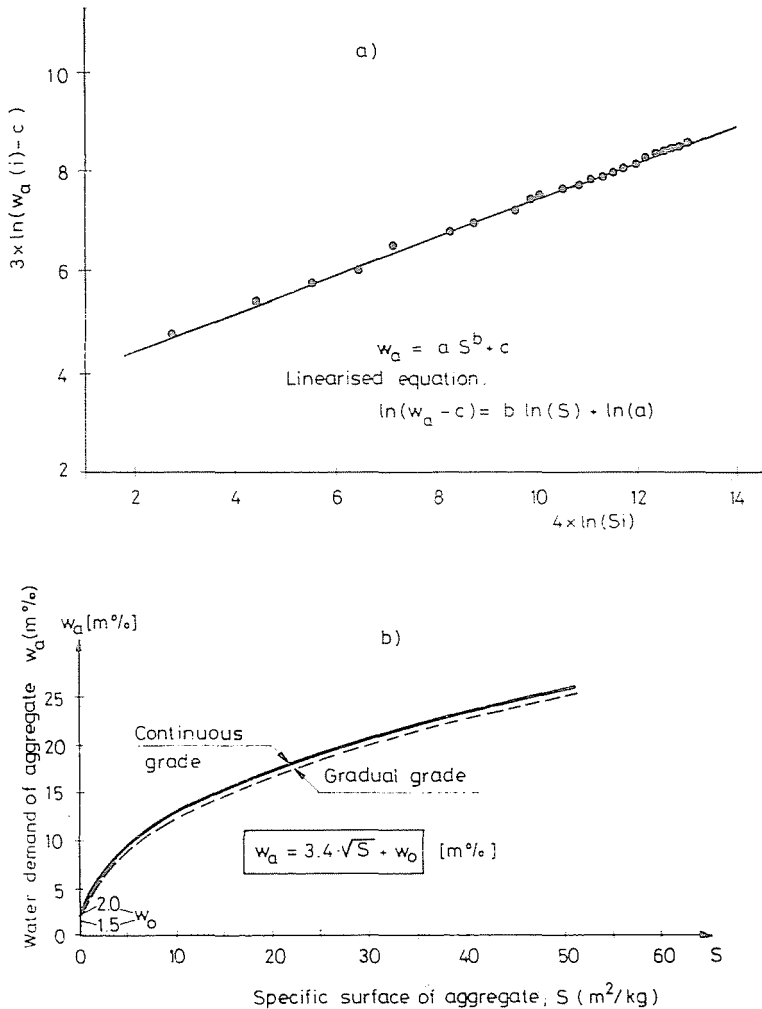 a)
10
8
6
4
2
3 x ln(wa (i) - c)
wa = a S^b + c
Linearised equation.
ln(wa - c) = b ln(S) + ln(a)
2 4 6 8 10 12 14
4 x ln(Si)
b)
wa [m%]
Water demand of aggregate wa (m%)
25
20
15
10
5
0
Continuous
grade
Gradual grade
wa = 3.4·√S + wo [m%]
2.0
1.5
wo
0 10 20 30 40 50 60 S
Specific surface of aggregate, S (m²/kg)